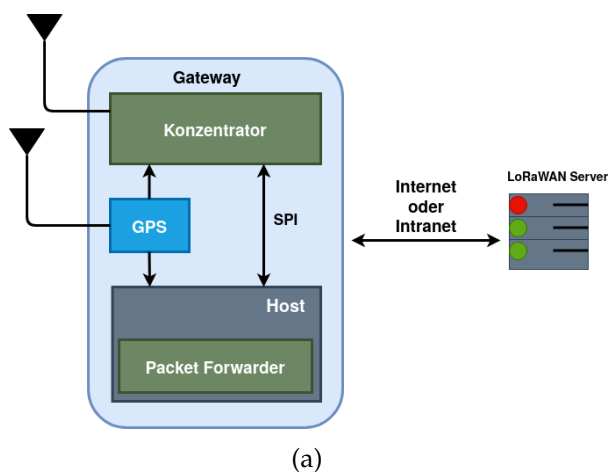 Gateway
Konzentrator
GPS
SPI
Host
Packet Forwarder
Internet
oder
Intranet
LoRaWAN Server
(a)